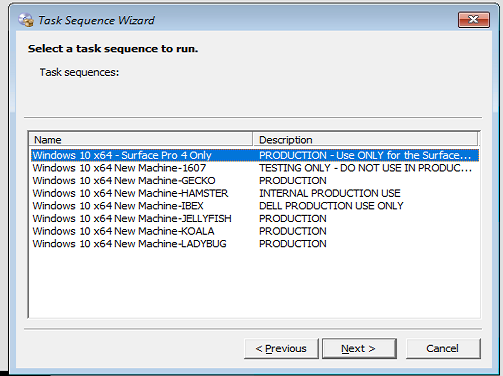 Task Sequence Wizard
Select a task sequence to run.
Task sequences:
Name Description
Windows 10 x64 - Surface Pro 4 Only PRODUCTION - Use ONLY for the Surface...
Windows 10 x64 New Machine-1607 TESTING ONLY - DO NOT USE IN PRODUC...
Windows 10 x64 New Machine-GECKO PRODUCTION
Windows 10 x64 New Machine-HAMSTER INTERNAL PRODUCTION USE
Windows 10 x64 New Machine-IBEX DELL PRODUCTION USE ONLY
Windows 10 x64 New Machine-JELLYFISH PRODUCTION
Windows 10 x64 New Machine-KOALA PRODUCTION
Windows 10 x64 New Machine-LADYBUG PRODUCTION
< Previous Next > Cancel